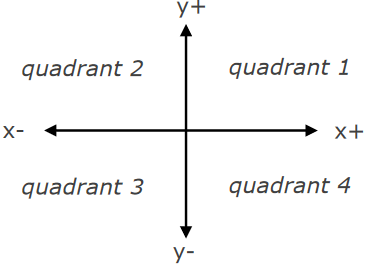 y+
quadrant 2
quadrant 1
x-
x+
quadrant 3
quadrant 4
y-